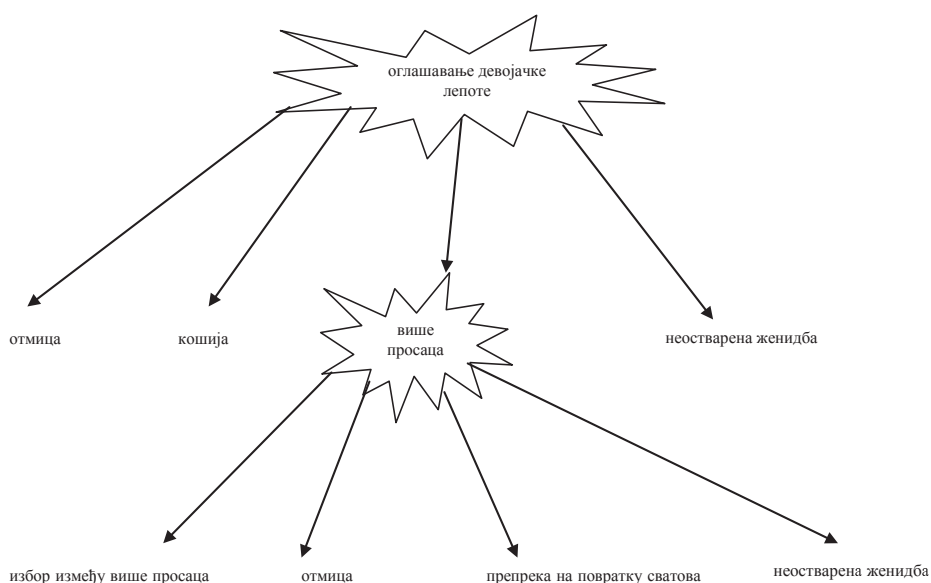 оглашавање девојачке
лепоте
више
просаца
отмица
кошија
неостварена женидба
избор између више просаца
отмица
препрека на повратку сватова
неостварена женидба